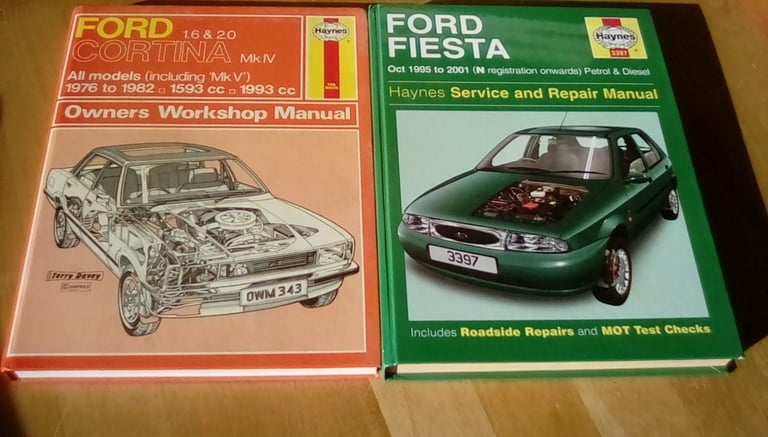 FORD 1.6 & 2.0
CORTINA Mk IV
All models (including 'Mk V')
1976 to 1982 □ 1593 cc □ 1993 cc
Haynes
Owners Workshop Manual
Terry Davey
OWM 343
FORD
FIESTA
Haynes
3397
Oct 1995 to 2001 (N registration onwards) Petrol & Diesel
Haynes Service and Repair Manual
3397
Includes Roadside Repairs and MOT Test Checks